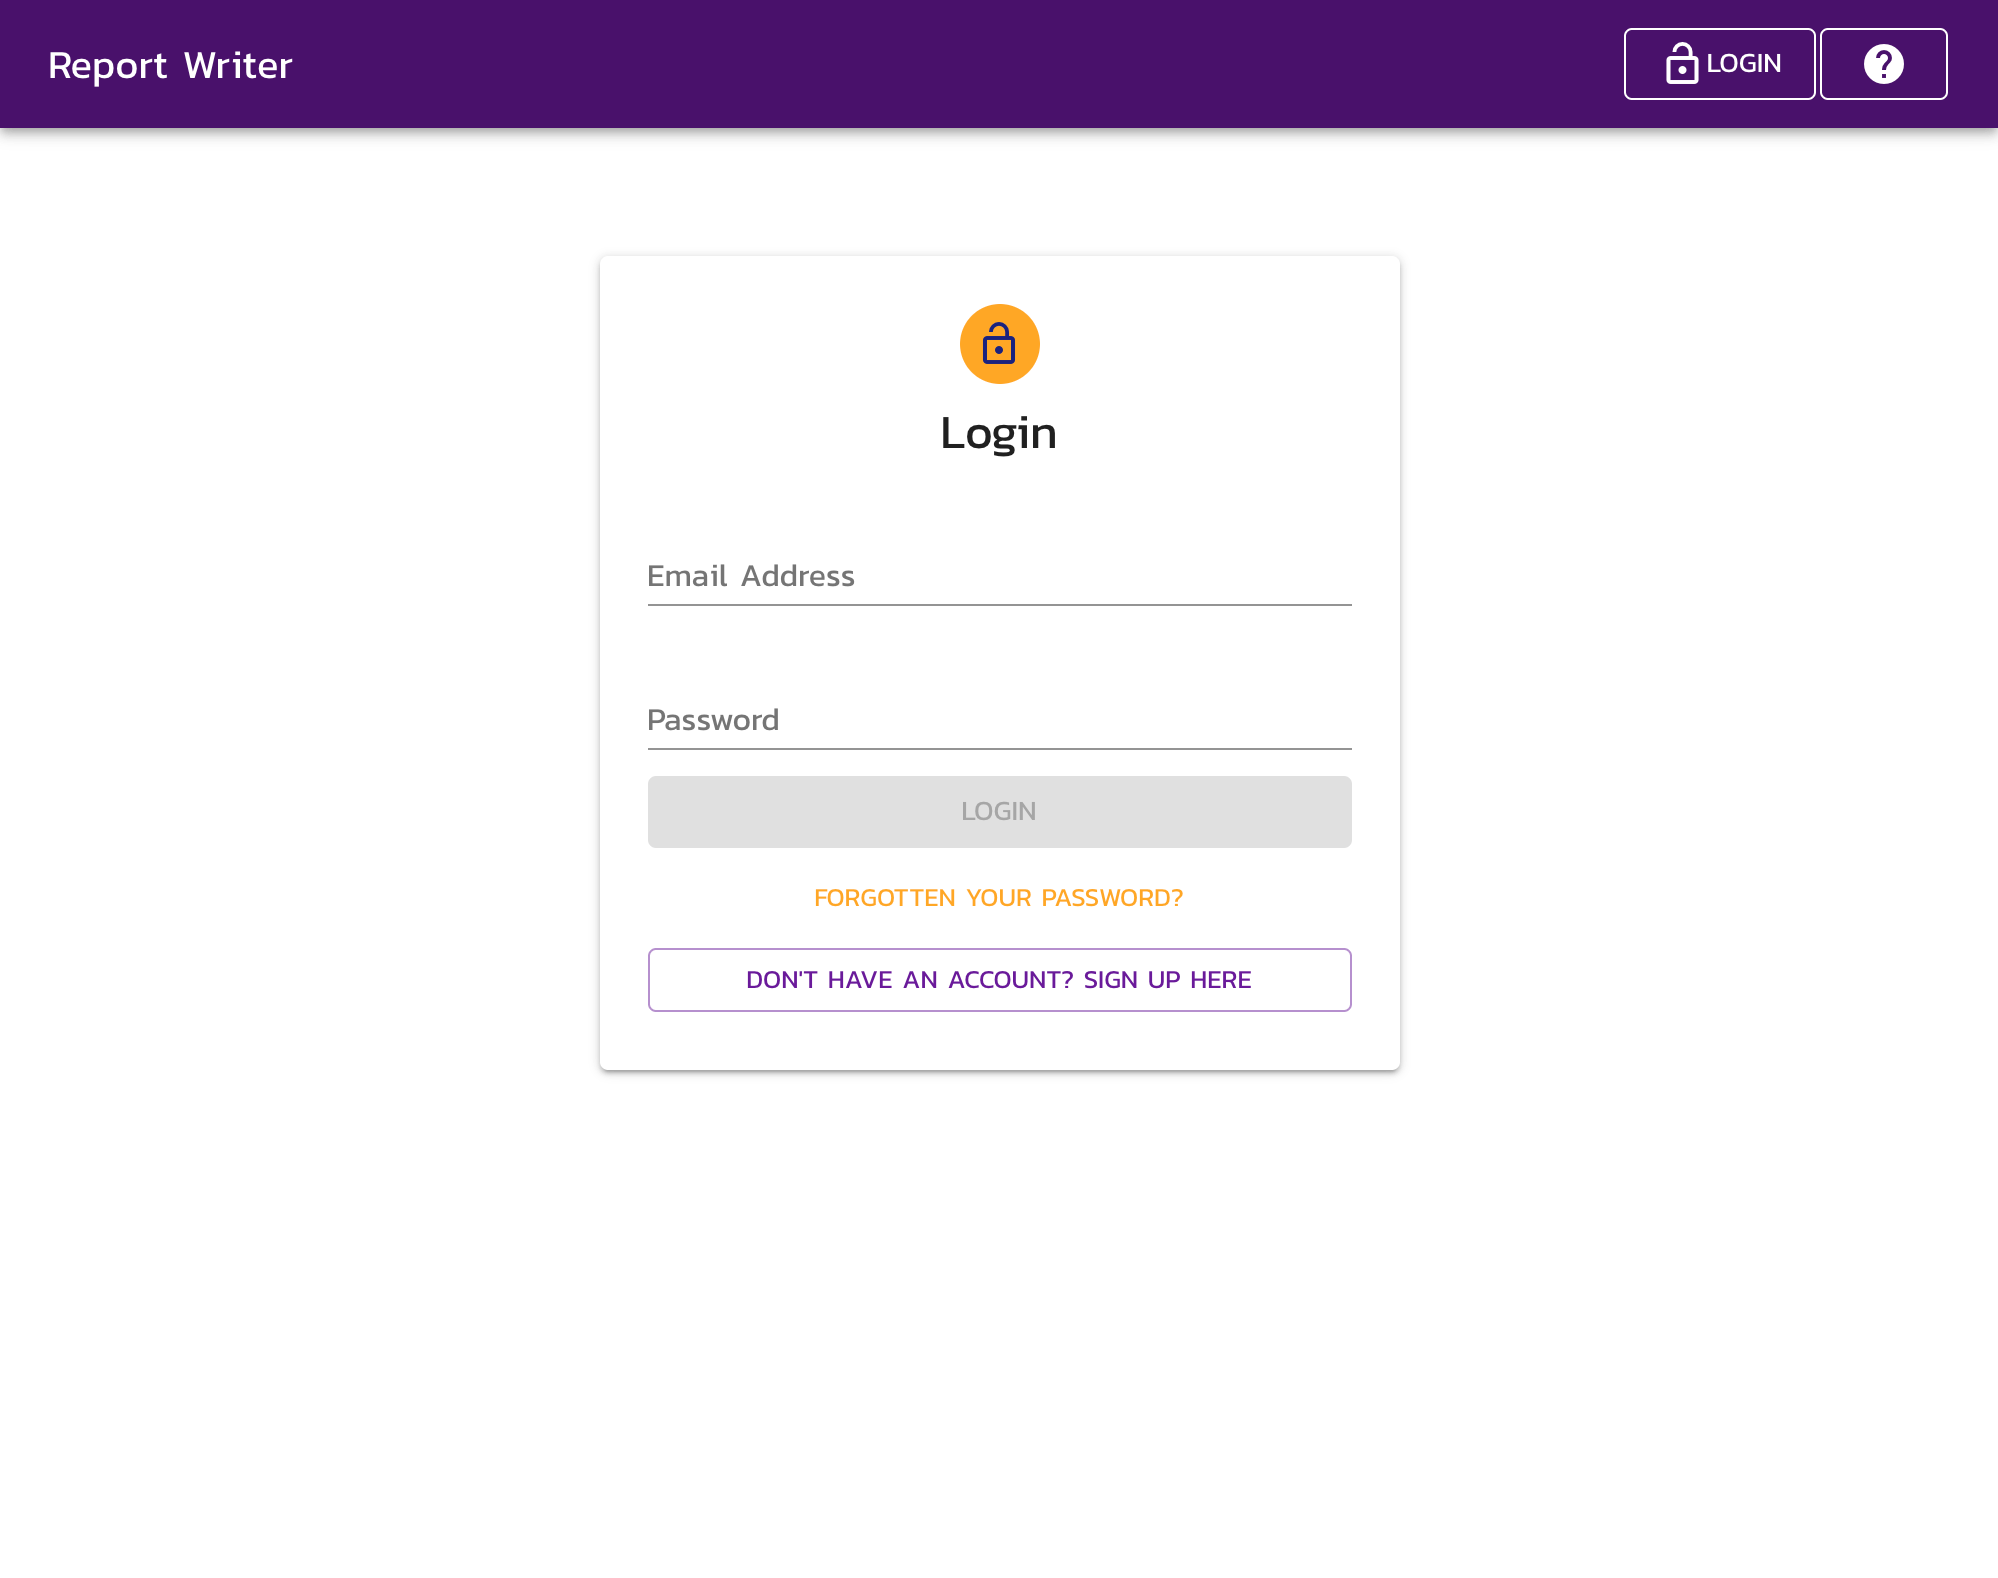 Report Writer
LOGIN
Login
Email Address
Password
LOGIN
FORGOTTEN YOUR PASSWORD?
DON'T HAVE AN ACCOUNT? SIGN UP HERE